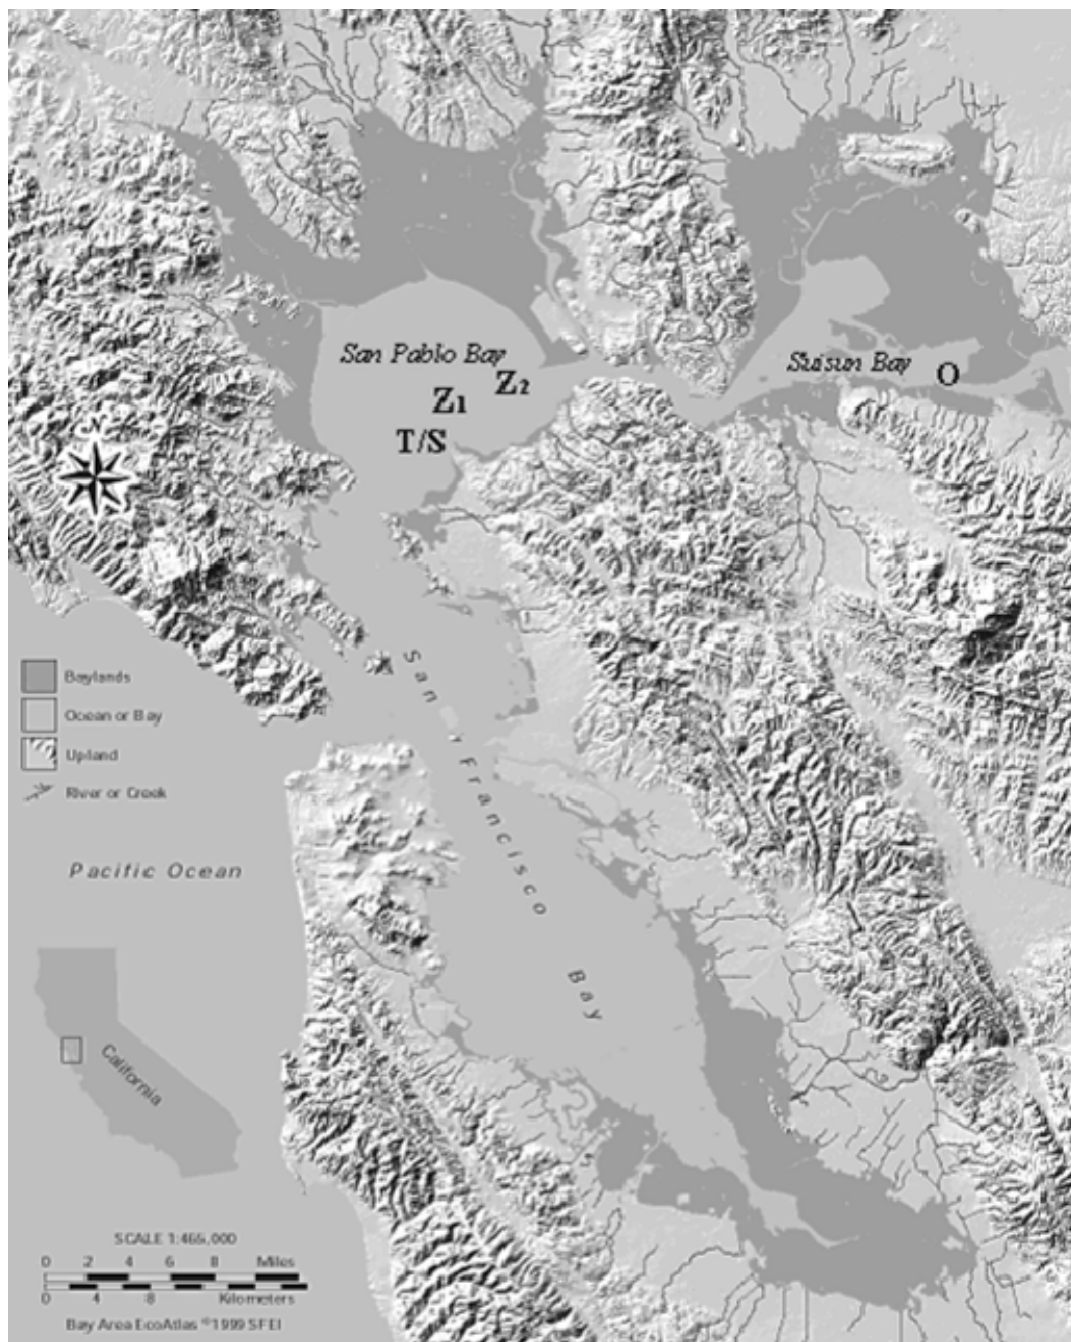 San Pablo Bay
Z2
Z1
T/S
Suisun Bay
O
Baylands
Ocean or Bay
Upland
River or Creek
San Francisco Bay
Pacific Ocean
California
SCALE 1:465,000
0 2 4 6 8 Miles
0 4 8 Kilometers
Bay Area EcoAtlas ©1999 SFEI